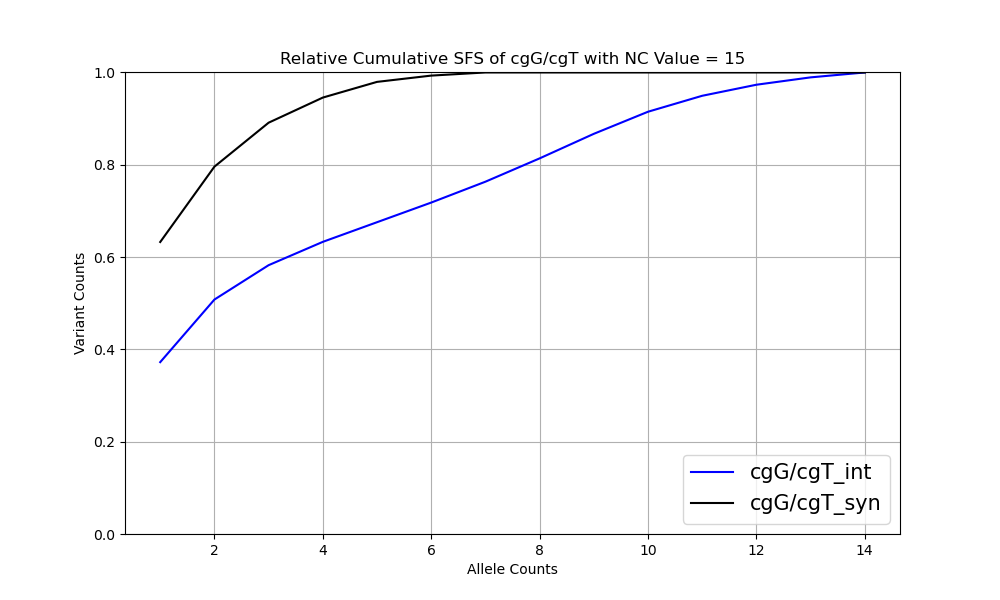 Relative Cumulative SFS of cgG/cgT with NC Value = 15
1.0
0.8
0.6
0.4
0.2
0.0
Variant Counts
2 4 6 8 10 12 14
Allele Counts
cgG/cgT_int
cgG/cgT_syn